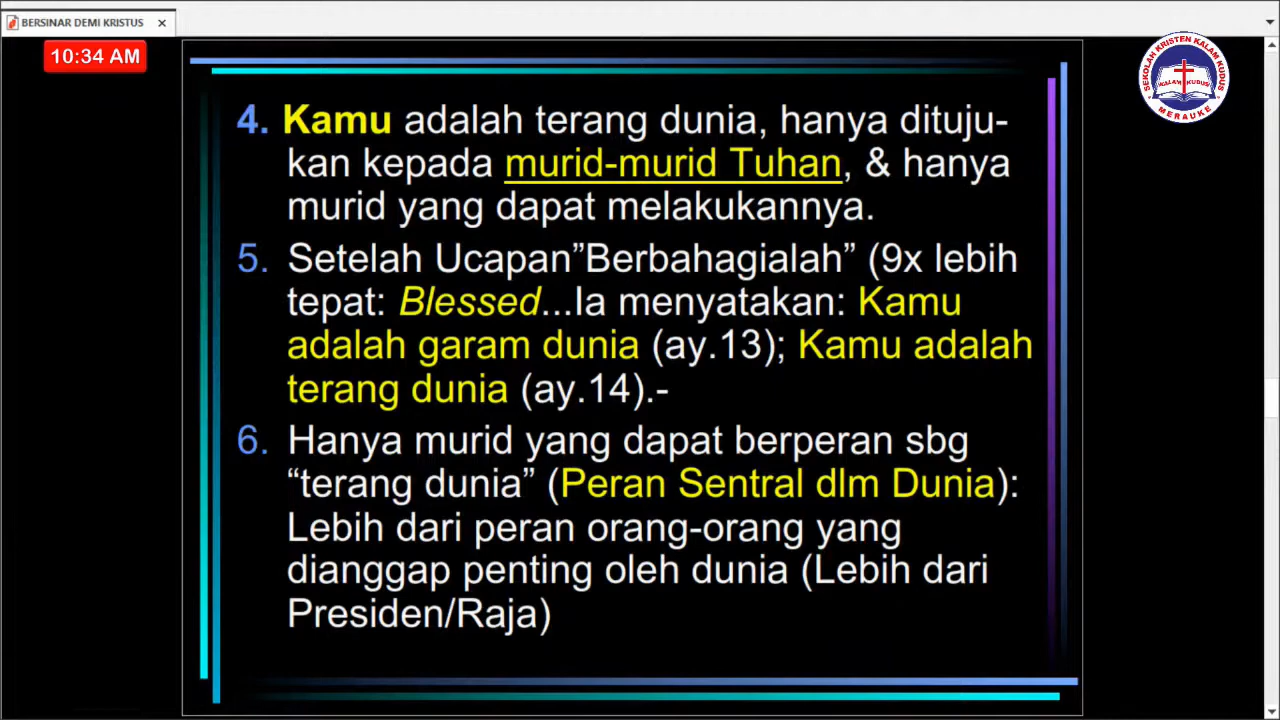 BERSINAR DEMI KRISTUS
10:34 AM
SEKOLAH KRISTEN KALAM KUDUS
KALAM KUDUS
MERAUKE
4. Kamu adalah terang dunia, hanya dituju-
kan kepada murid-murid Tuhan, & hanya
murid yang dapat melakukannya.
5. Setelah Ucapan”Berbahagialah” (9x lebih
tepat: Blessed...Ia menyatakan: Kamu
adalah garam dunia (ay.13); Kamu adalah
terang dunia (ay.14).-
6. Hanya murid yang dapat berperan sbg
“terang dunia” (Peran Sentral dlm Dunia):
Lebih dari peran orang-orang yang
dianggap penting oleh dunia (Lebih dari
Presiden/Raja)